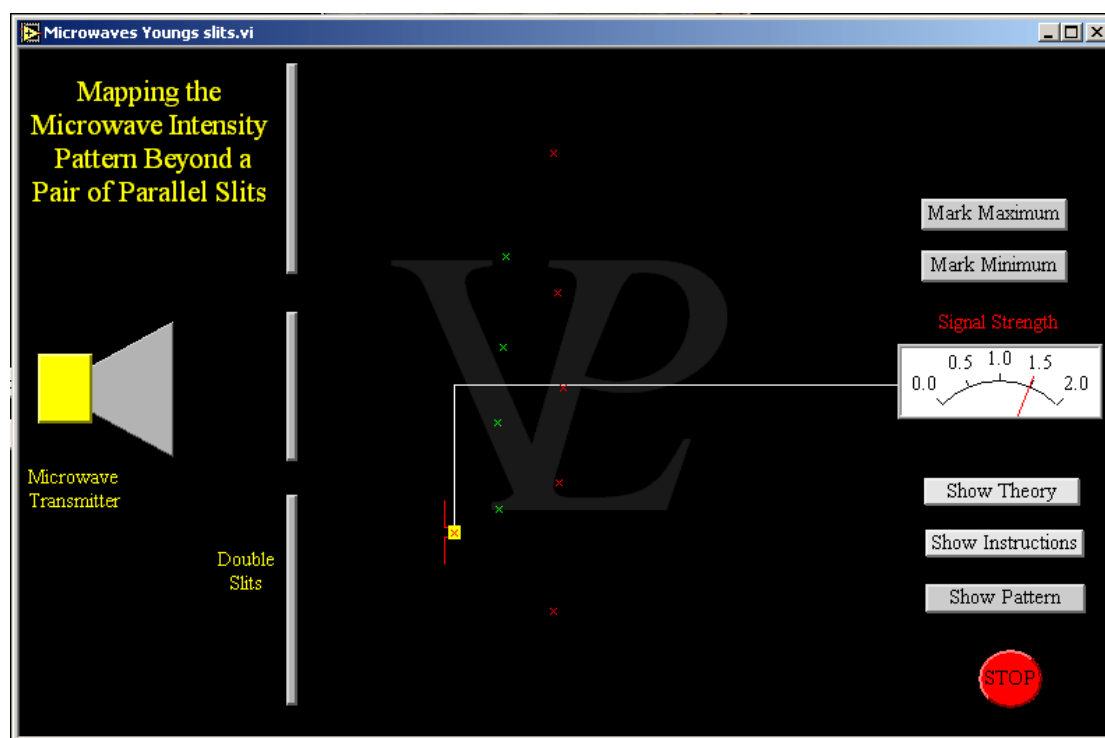 Microwaves Youngs slits.vi
Mapping the
Microwave Intensity
Pattern Beyond a
Pair of Parallel Slits
Mark Maximum
Mark Minimum
Signal Strength
0.0 0.5 1.0 1.5 2.0
Microwave
Transmitter
Double
Slits
VPL
Show Theory
Show Instructions
Show Pattern
STOP